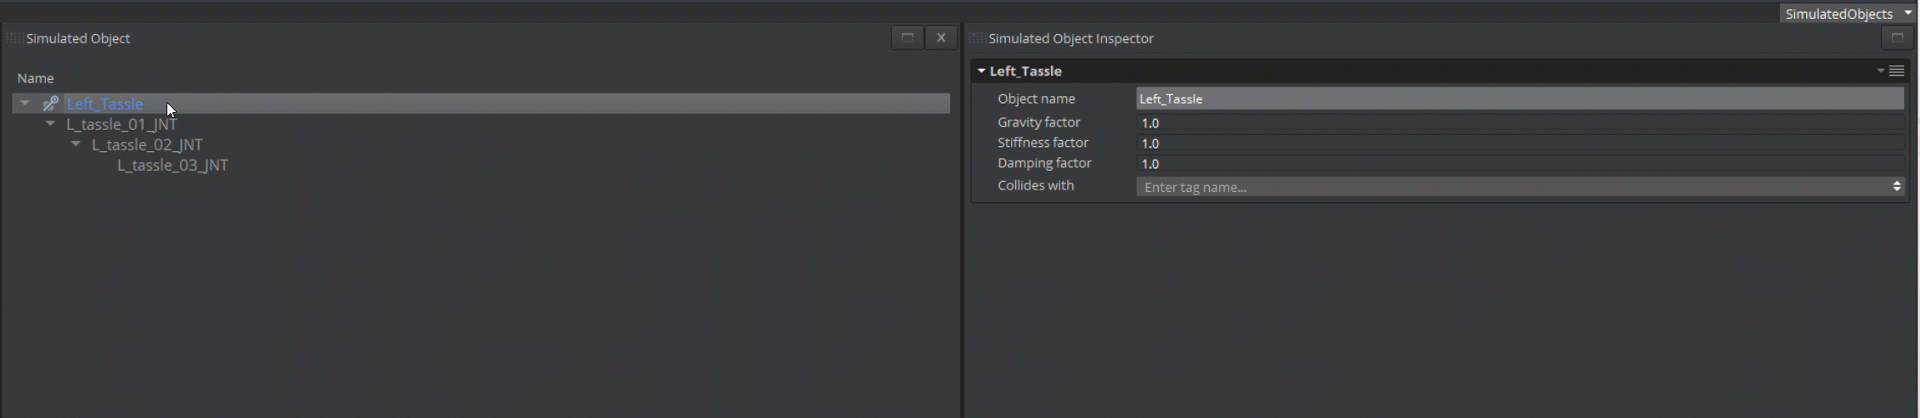 SimulatedObjects
Simulated Object
X
Name
Left_Tassle
L_tassle_01_JNT
L_tassle_02_JNT
L_tassle_03_JNT
Simulated Object Inspector
Left_Tassle
Object name Left_Tassle
Gravity factor 1.0
Stiffness factor 1.0
Damping factor 1.0
Collides with Enter tag name...